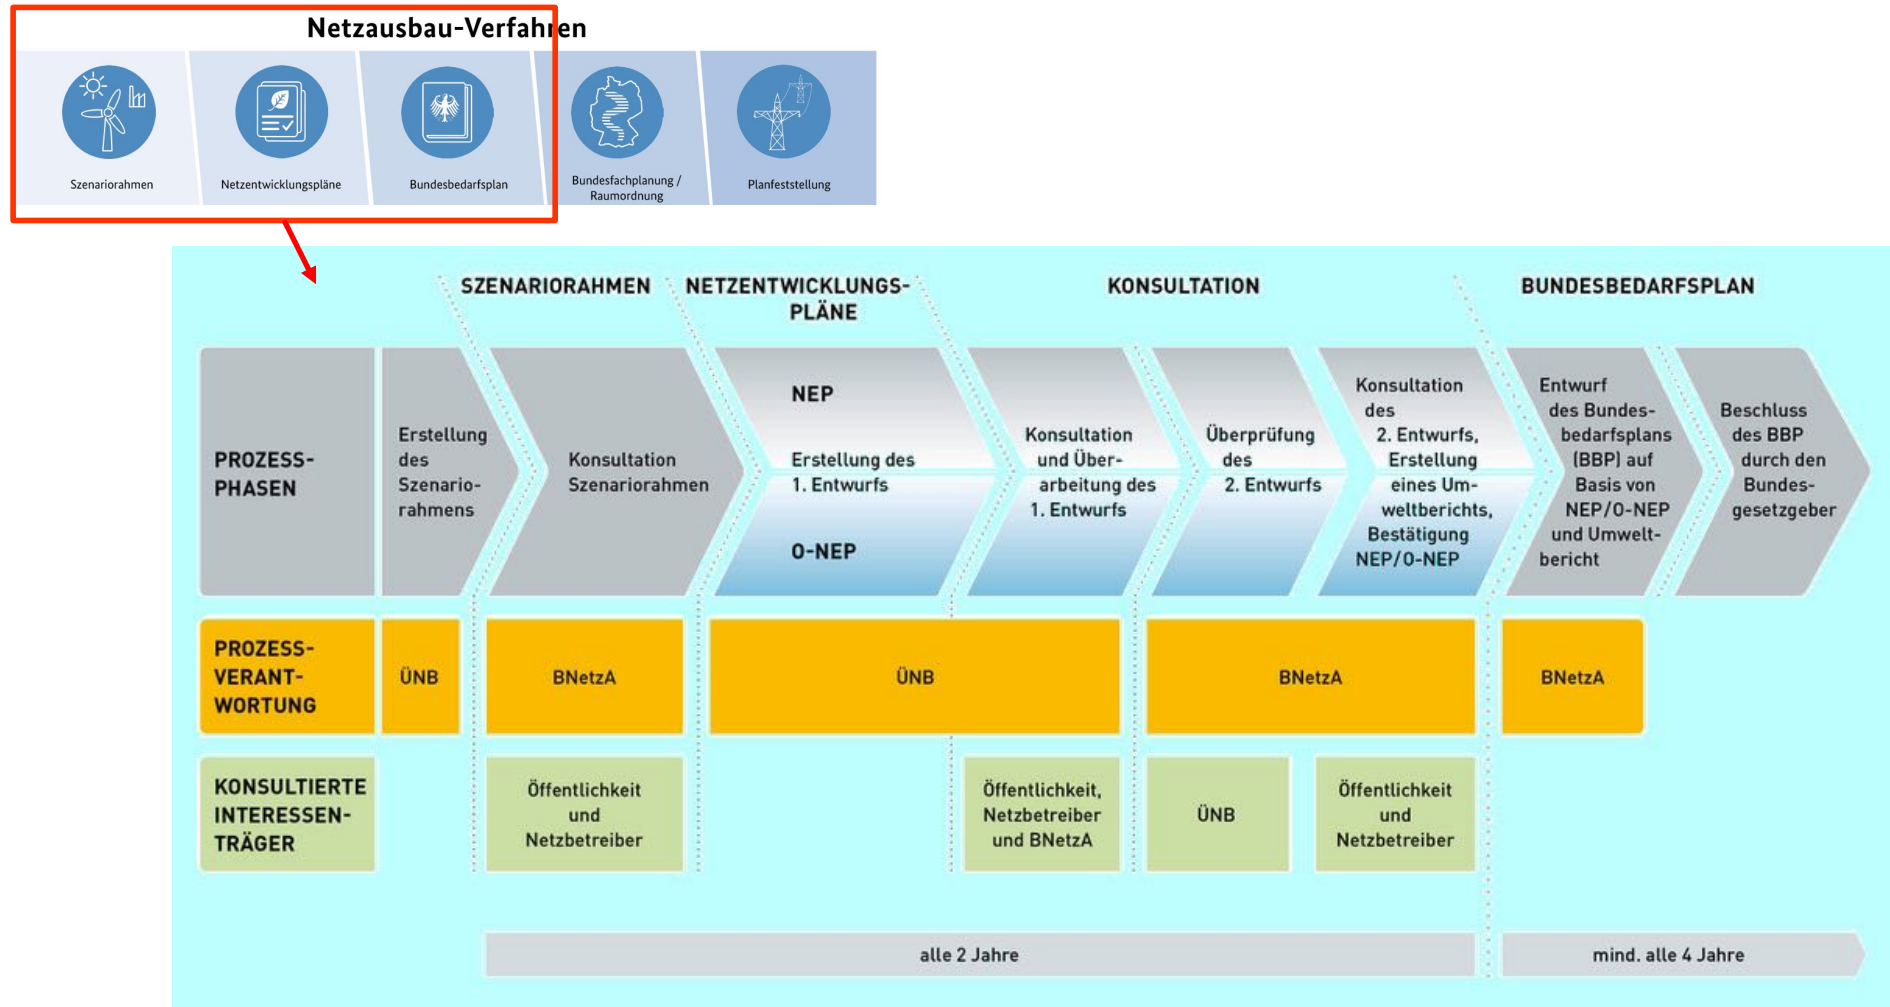 Netzausbau-Verfahren
Szenariorahmen
Netzentwicklungspläne
Bundesbedarfsplan
Bundesfachplanung /
Raumordnung
Planfeststellung
SZENARIORAHMEN
NETZENTWICKLUNGS-
PLÄNE
KONSULTATION
BUNDESBEDARFSPLAN
PROZESS-
PHASEN
Erstellung
des
Szenario-
rahmens
Konsultation
Szenariorahmen
NEP
Erstellung des
1. Entwurfs
O-NEP
Konsultation
und Über-
arbeitung des
1. Entwurfs
Überprüfung
des
2. Entwurfs
Konsultation
des
2. Entwurfs,
Erstellung
eines Um-
weltberichts,
Bestätigung
NEP/O-NEP
Entwurf
des Bundes-
bedarfsplans
(BBP) auf
Basis von
NEP/O-NEP
und Umwelt-
bericht
Beschluss
des BBP
durch den
Bundes-
gesetzgeber
PROZESS-
VERANT-
WORTUNG
ÜNB
BNetzA
ÜNB
BNetzA
BNetzA
KONSULTIERTE
INTERESSEN-
TRÄGER
Öffentlichkeit
und
Netzbetreiber
Öffentlichkeit,
Netzbetreiber
und BNetzA
ÜNB
Öffentlichkeit
und
Netzbetreiber
alle 2 Jahre
mind. alle 4 Jahre